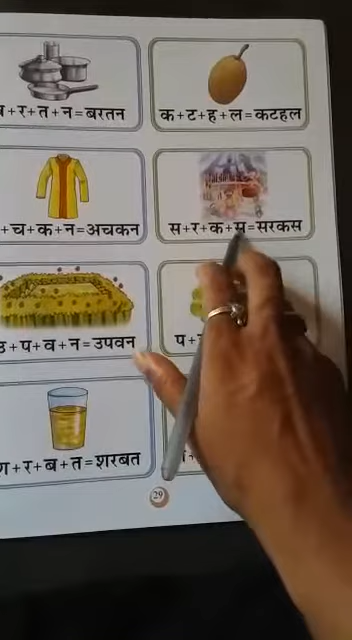 र+त+न=बरतन
क+ट+ह+ल=कटहल
+च+क+न=अचकन
स+र+क+स=सरकस
+प+व+न=उपवन
प+
र+ब+त=शरबत
29